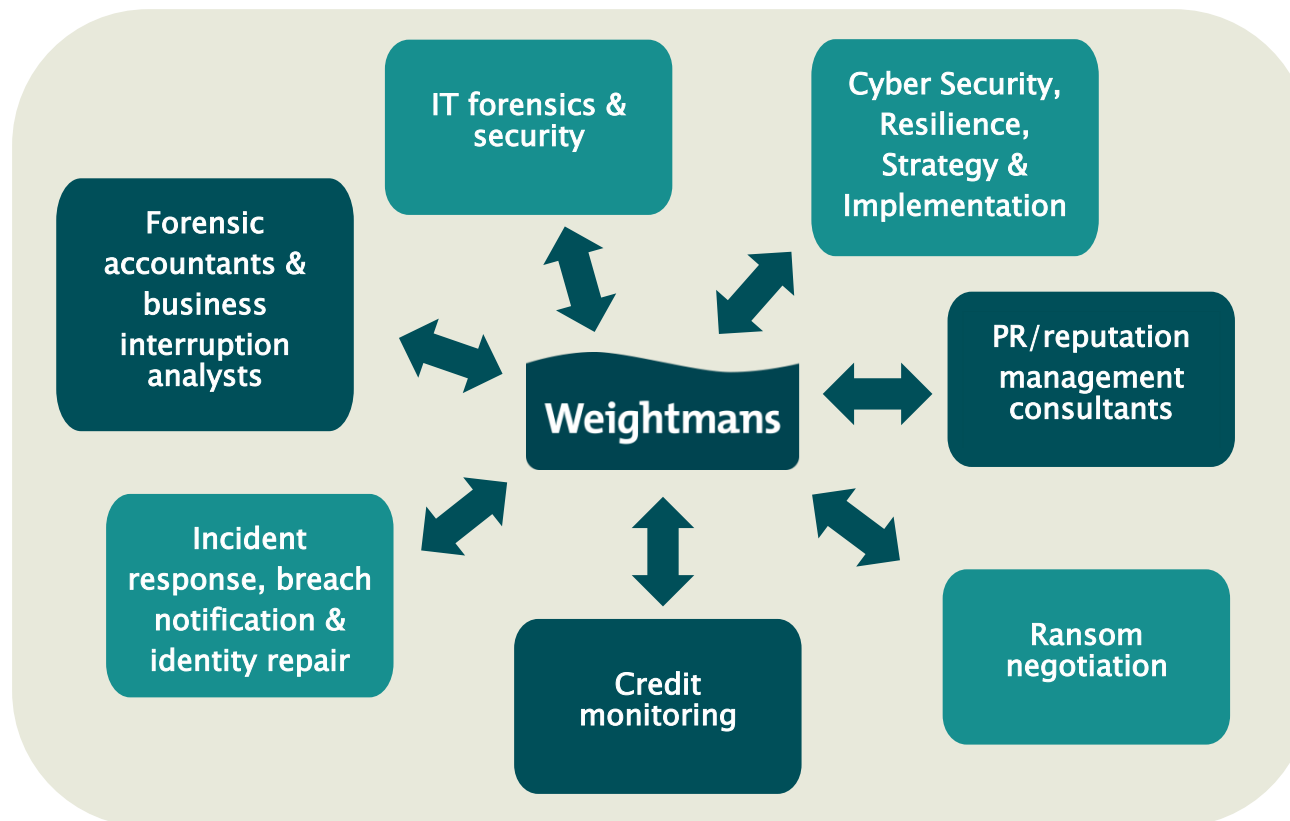 IT forensics &
security
Cyber Security,
Resilience,
Strategy &
Implementation
Forensic
accountants &
business
interruption
analysts
PR/reputation
management
consultants
Weightmans
Incident
response, breach
notification &
identity repair
Ransom
negotiation
Credit
monitoring